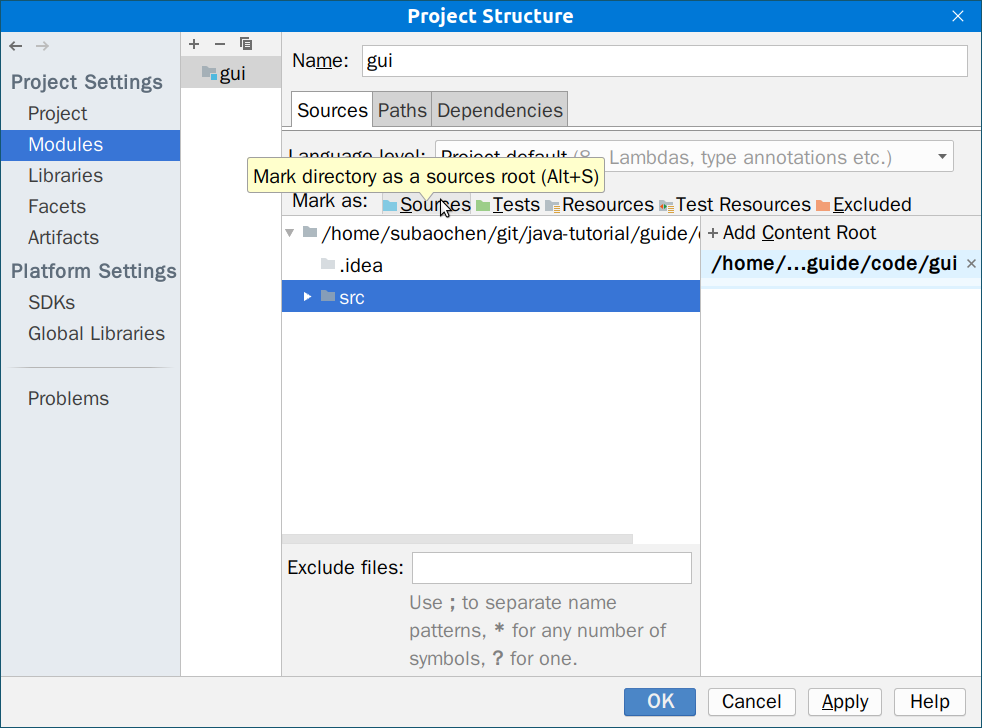 Project Structure
Project Settings
Project
Modules
Libraries
Facets
Artifacts
Platform Settings
SDKs
Global Libraries
Problems
gui
Name: gui
Sources Paths Dependencies
Language level: Project default (8 - Lambdas, type annotations etc.)
Mark directory as a sources root (Alt+S)
Mark as: Sources Tests Resources Test Resources Excluded
/home/subaochen/git/java-tutorial/guide/
.idea
src
+ Add Content Root
/home/...guide/code/gui
Exclude files:
Use ; to separate name
patterns, * for any number of
symbols, ? for one.
OK Cancel Apply Help